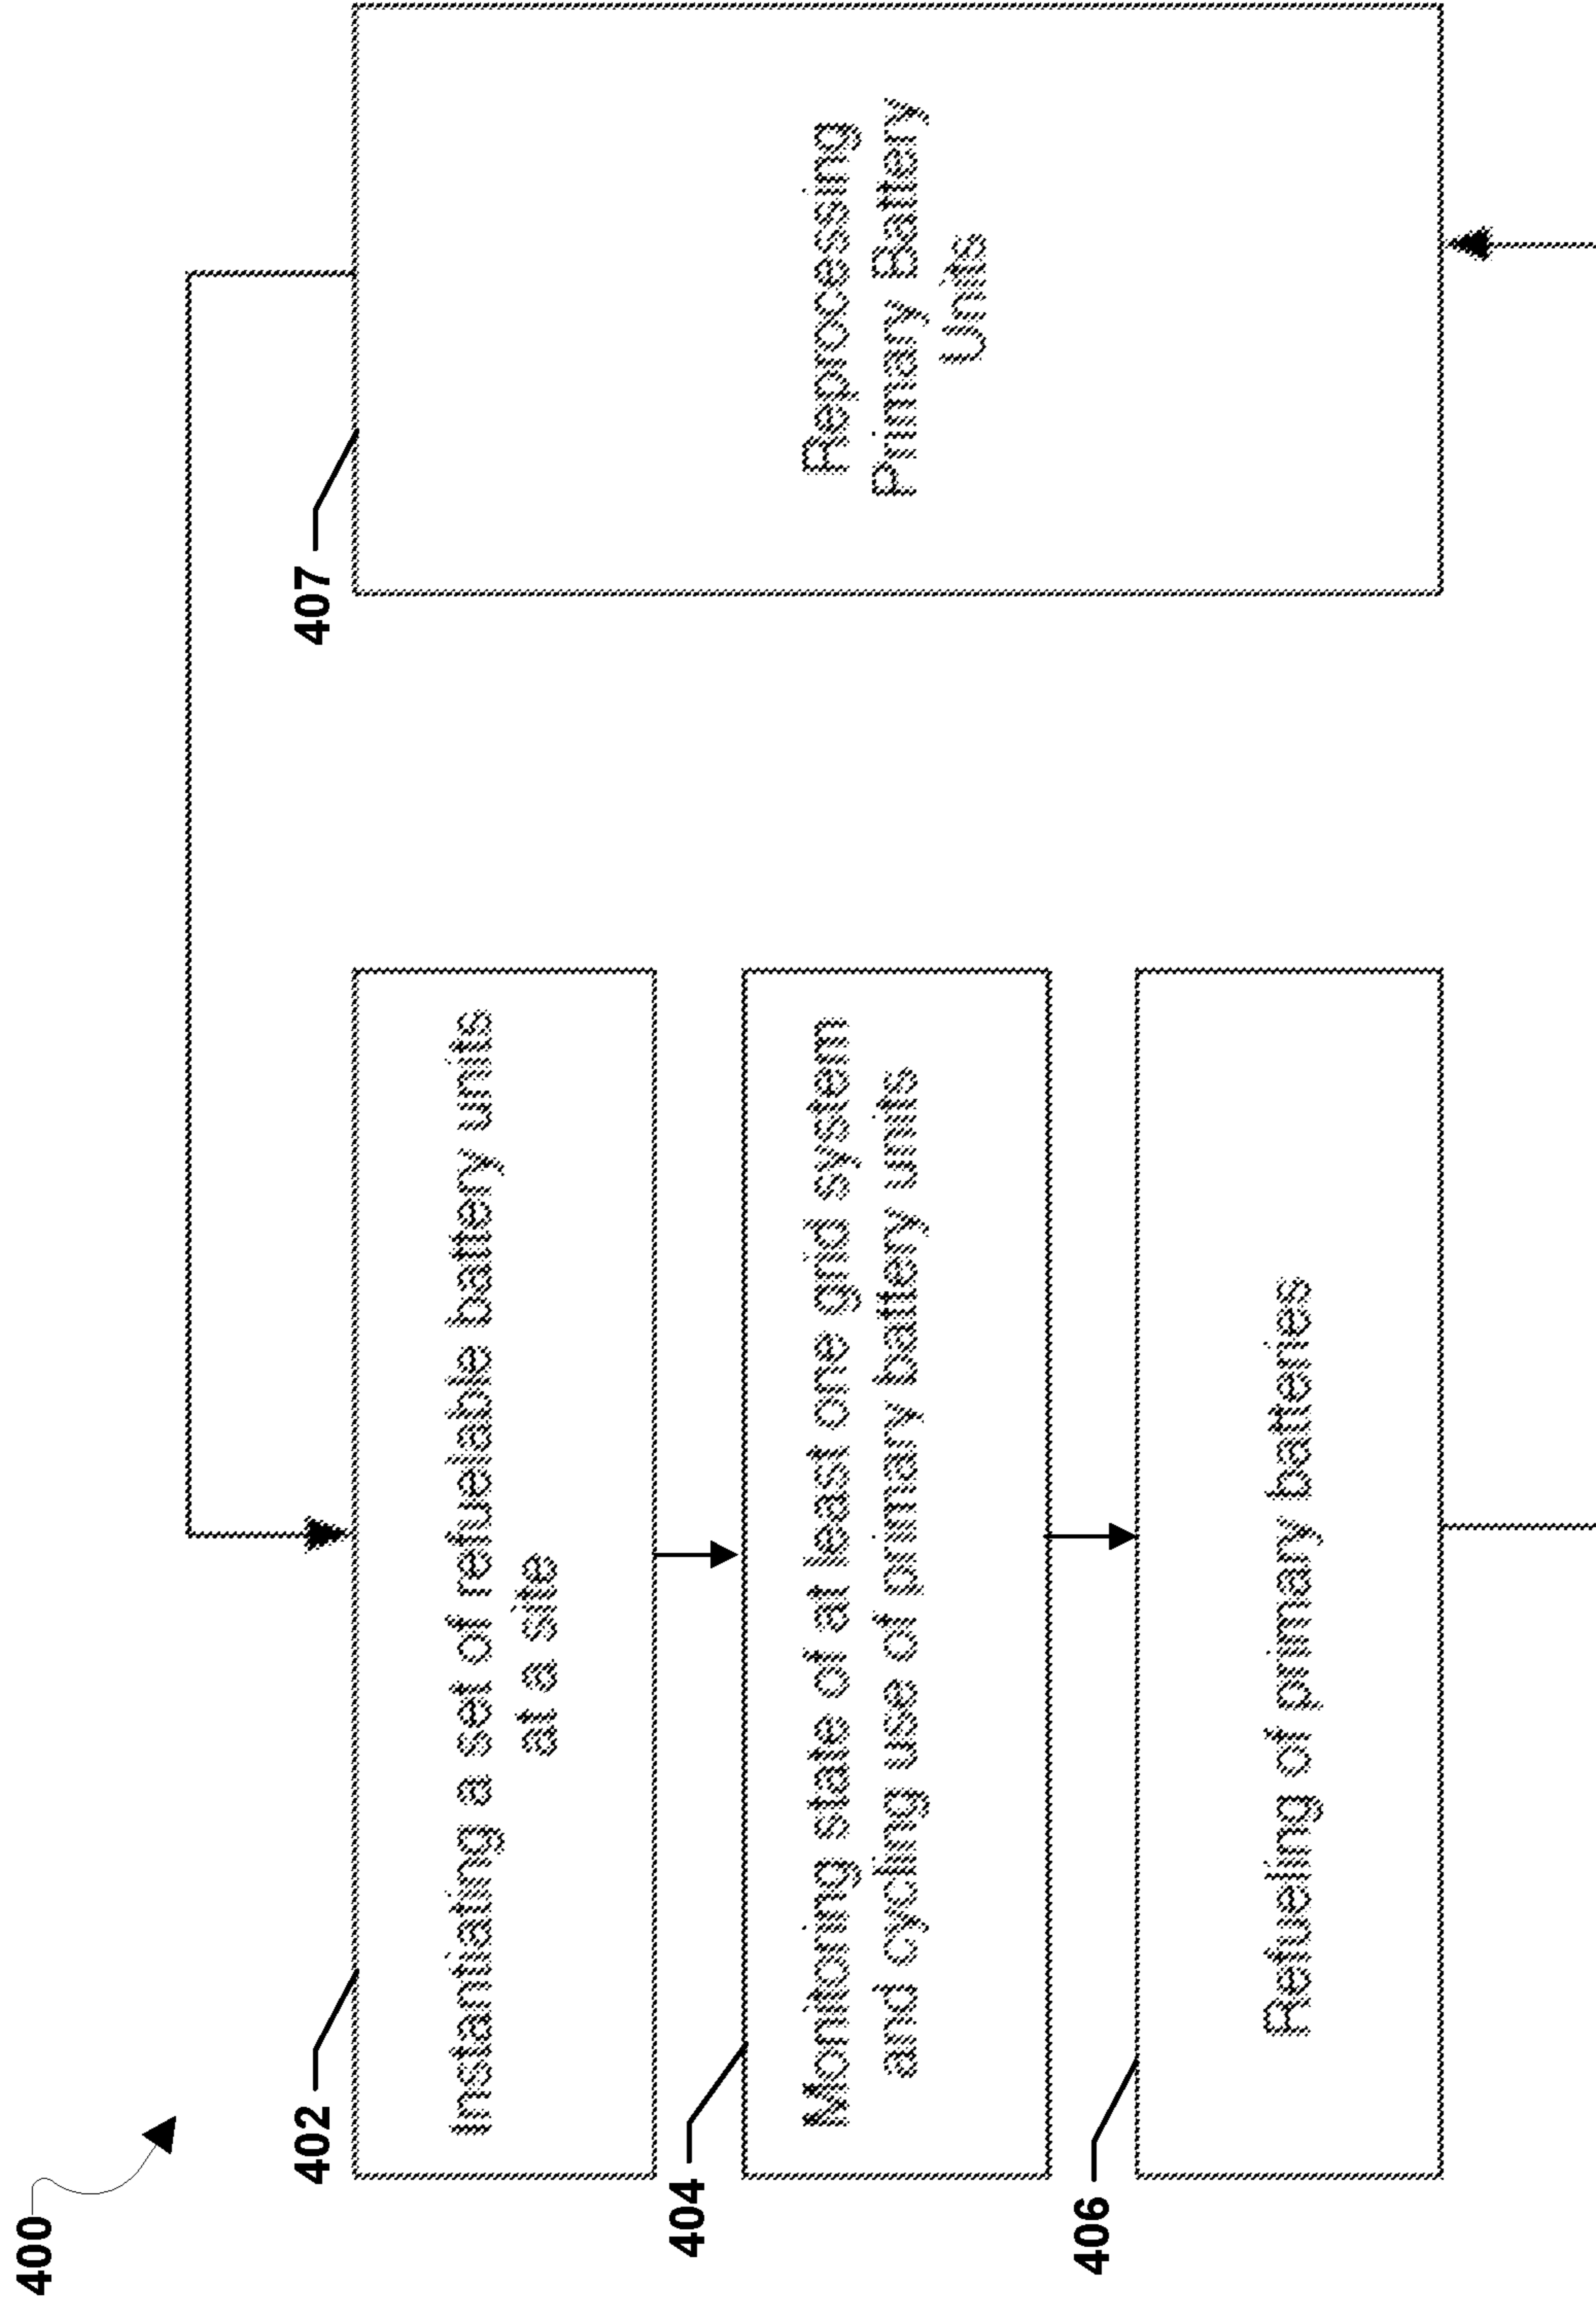 400
402
Instantiating a set of refuelable battery units
at a site
404
Monitoring state of at least one grid system
and cycling use of primary battery units
406
Refueling of primary batteries
407
Reprocessing
Primary Battery
Units